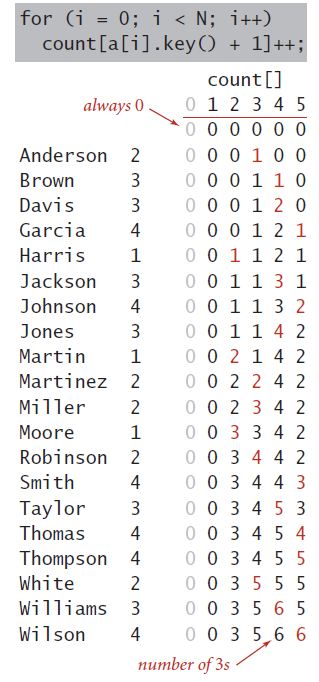 for (i = 0; i < N; i++)
count[a[i].key() + 1]++;
count[]
always 0 0 1 2 3 4 5
0 0 0 0 0 0
Anderson 2 0 0 0 1 0 0
Brown 3 0 0 0 1 1 0
Davis 3 0 0 0 1 2 0
Garcia 4 0 0 0 1 2 1
Harris 1 0 0 1 1 2 1
Jackson 3 0 0 1 1 3 1
Johnson 4 0 0 1 1 3 2
Jones 3 0 0 1 1 4 2
Martin 1 0 0 2 1 4 2
Martinez 2 0 0 2 2 4 2
Miller 2 0 0 2 3 4 2
Moore 1 0 0 3 3 4 2
Robinson 2 0 0 3 4 4 2
Smith 4 0 0 3 4 4 3
Taylor 3 0 0 3 4 5 3
Thomas 4 0 0 3 4 5 4
Thompson 4 0 0 3 4 5 5
White 2 0 0 3 5 5 5
Williams 3 0 0 3 5 6 5
Wilson 4 0 0 3 5 6 6
number of 3s